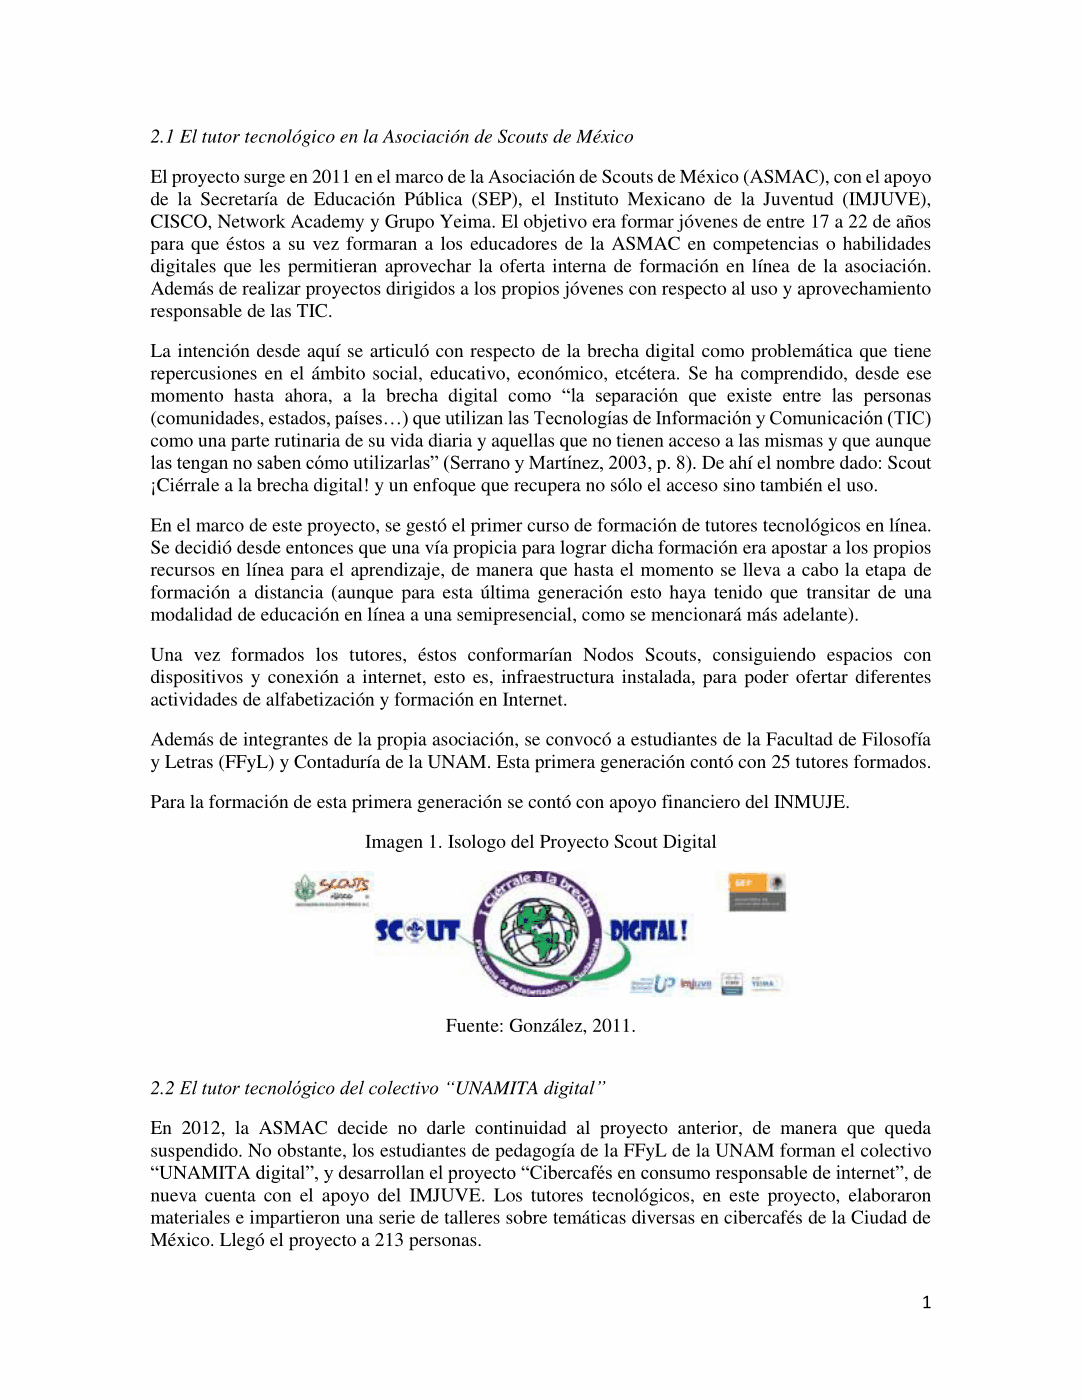 2.1 El tutor tecnológico en la Asociación de Scouts de México
El proyecto surge en 2011 en el marco de la Asociación de Scouts de México (ASMAC), con el apoyo
de la Secretaría de Educación Pública (SEP), el Instituto Mexicano de la Juventud (IMJUVE),
CISCO, Network Academy y Grupo Yeima. El objetivo era formar jóvenes de entre 17 a 22 de años
para que éstos a su vez formaran a los educadores de la ASMAC en competencias o habilidades
digitales que les permitieran aprovechar la oferta interna de formación en línea de la asociación.
Además de realizar proyectos dirigidos a los propios jóvenes con respecto al uso y aprovechamiento
responsable de las TIC.
La intención desde aquí se articuló con respecto de la brecha digital como problemática que tiene
repercusiones en el ámbito social, educativo, económico, etcétera. Se ha comprendido, desde ese
momento hasta ahora, a la brecha digital como “la separación que existe entre las personas
(comunidades, estados, países…) que utilizan las Tecnologías de Información y Comunicación (TIC)
como una parte rutinaria de su vida diaria y aquellas que no tienen acceso a las mismas y que aunque
las tengan no saben cómo utilizarlas” (Serrano y Martínez, 2003, p. 8). De ahí el nombre dado: Scout
¡Ciérrale a la brecha digital! y un enfoque que recupera no sólo el acceso sino también el uso.
En el marco de este proyecto, se gestó el primer curso de formación de tutores tecnológicos en línea.
Se decidió desde entonces que una vía propicia para lograr dicha formación era apostar a los propios
recursos en línea para el aprendizaje, de manera que hasta el momento se lleva a cabo la etapa de
formación a distancia (aunque para esta última generación esto haya tenido que transitar de una
modalidad de educación en línea a una semipresencial, como se mencionará más adelante).
Una vez formados los tutores, éstos conformarían Nodos Scouts, consiguiendo espacios con
dispositivos y conexión a internet, esto es, infraestructura instalada, para poder ofertar diferentes
actividades de alfabetización y formación en Internet.
Además de integrantes de la propia asociación, se convocó a estudiantes de la Facultad de Filosofía
y Letras (FFyL) y Contaduría de la UNAM. Esta primera generación contó con 25 tutores formados.
Para la formación de esta primera generación se contó con apoyo financiero del INMUJE.
Imagen 1. Isologo del Proyecto Scout Digital
SCOUTS
México
SEP
¡ Ciérrale a la brecha
SCOUT
DIGITAL!
Programa de Alfabetización y Ciudadanía
imjuve
YEIMA
Fuente: González, 2011.
2.2 El tutor tecnológico del colectivo “UNAMITA digital”
En 2012, la ASMAC decide no darle continuidad al proyecto anterior, de manera que queda
suspendido. No obstante, los estudiantes de pedagogía de la FFyL de la UNAM forman el colectivo
“UNAMITA digital”, y desarrollan el proyecto “Cibercafés en consumo responsable de internet”, de
nueva cuenta con el apoyo del IMJUVE. Los tutores tecnológicos, en este proyecto, elaboraron
materiales e impartieron una serie de talleres sobre temáticas diversas en cibercafés de la Ciudad de
México. Llegó el proyecto a 213 personas.
1